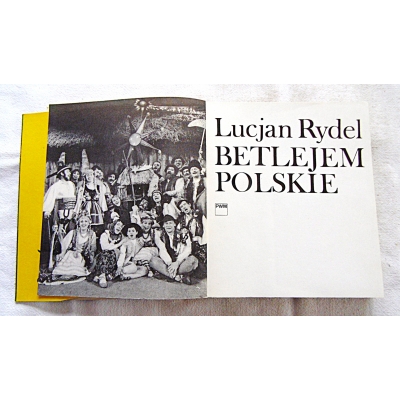 Lucjan Rydel
BETLEJEM
POLSKIE
PWM